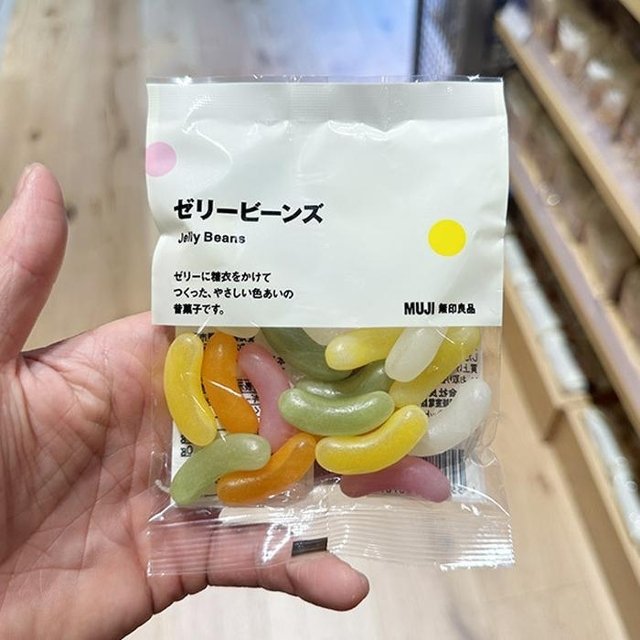 ゼリービーンズ
Jelly Beans
ゼリーに糖衣をかけて
つくった、やさしい色あいの
昔菓子です。
MUJI 無印良品